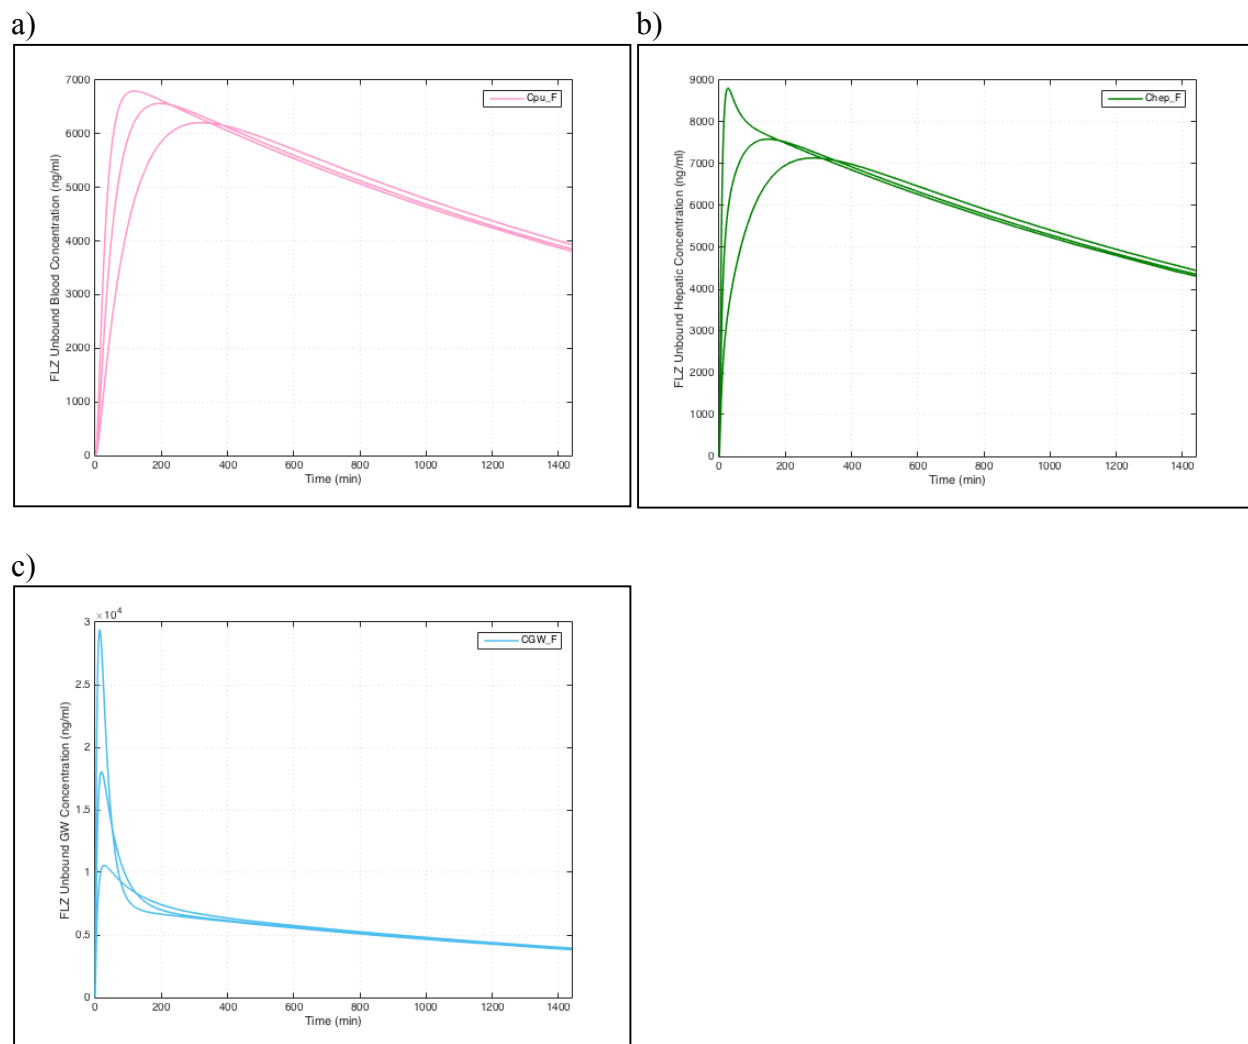 a)
7000
6000
5000
4000
3000
2000
1000
0
FLZ Unbound Blood Concentration (ng/ml)
Cpu_F
0 200 400 600 800 1000 1200 1400
Time (min)
b)
9000
8000
7000
6000
5000
4000
3000
2000
1000
0
FLZ Unbound Hepatic Concentration (ng/ml)
Chep_F
0 200 400 600 800 1000 1200 1400
Time (min)
c)
×10⁴
3
2.5
2
1.5
1
0.5
0
FLZ Unbound GW Concentration (ng/ml)
CGW_F
0 200 400 600 800 1000 1200 1400
Time (min)